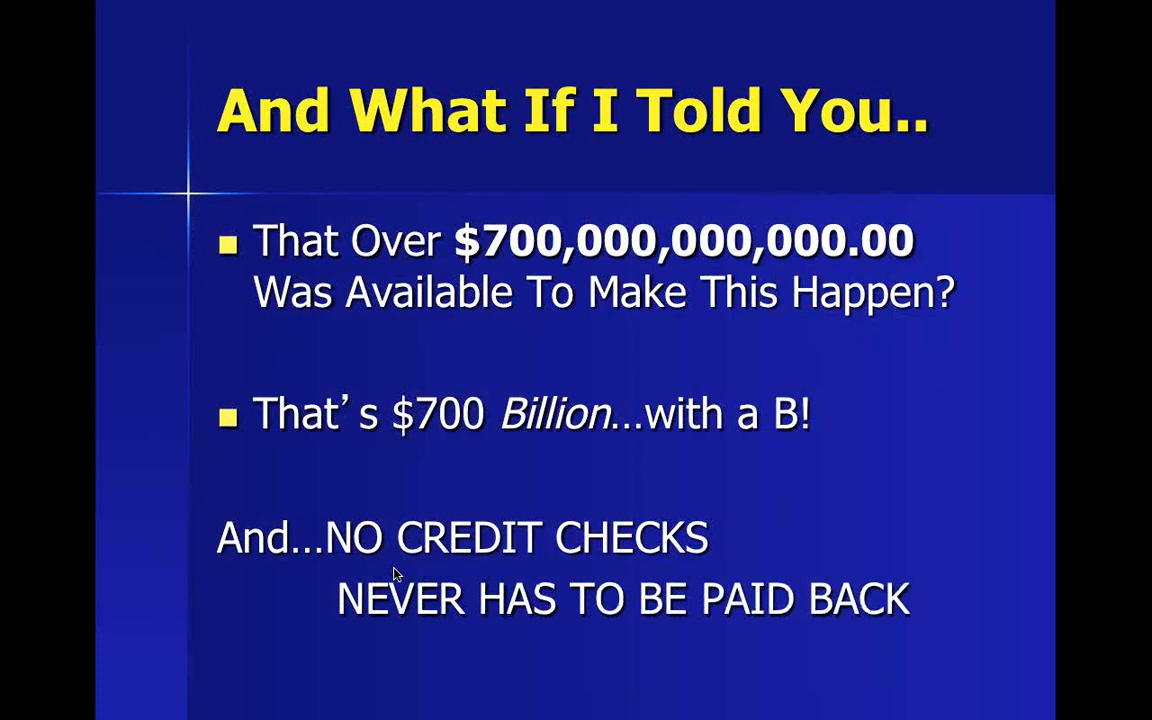 And What If I Told You..
That Over $700,000,000,000.00
Was Available To Make This Happen?
That’s $700 Billion…with a B!
And…NO CREDIT CHECKS
NEVER HAS TO BE PAID BACK